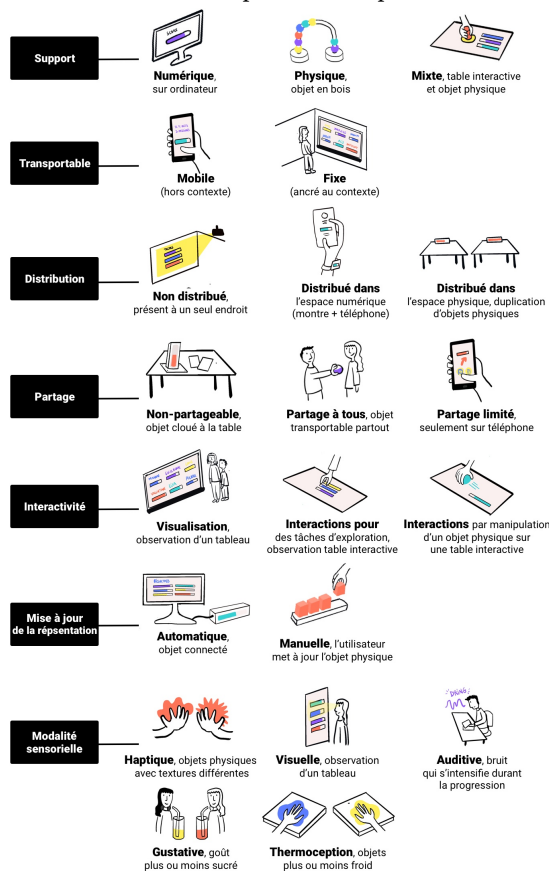 Support
Numérique,
sur ordinateur
Physique,
objet en bois
Mixte, table interactive
et objet physique
Transportable
Mobile
(hors contexte)
Fixe
(ancré au contexte)
Distribution
Non distribué,
présent à un seul endroit
Distribué dans
l'espace numérique
(montre + téléphone)
Distribué dans
l'espace physique, duplication
d'objets physiques
Partage
Non-partageable,
objet cloué à la table
Partage à tous, objet
transportable partout
Partage limité,
seulement sur téléphone
Interactivité
Visualisation,
observation d'un tableau
Interactions pour
des tâches d'exploration,
observation table interactive
Interactions par manipulation
d'un objet physique sur
une table interactive
Mise à jour
de la répsentation
Automatique,
objet connecté
Manuelle, l'utilisateur
met à jour l'objet physique
Modalité
sensorielle
Haptique, objets physiques
avec textures différentes
Visuelle, observation
d'un tableau
DRING
Auditive, bruit
qui s'intensifie durant
la progression
Gustative, goût
plus ou moins sucré
Thermoception, objets
plus ou moins froid